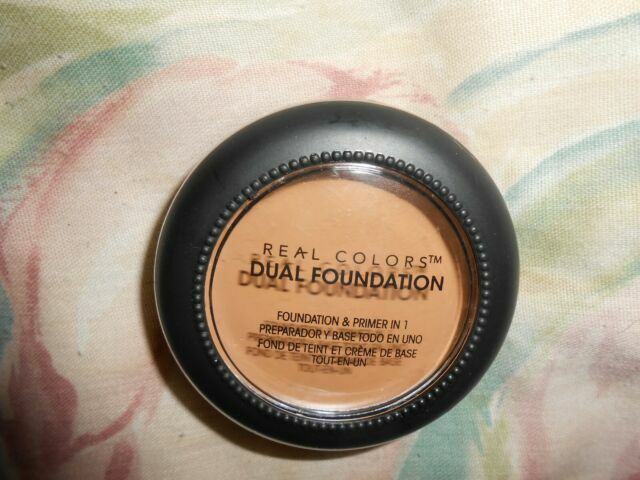 REAL COLORS™
DUAL FOUNDATION
FOUNDATION & PRIMER IN 1
PREPARADOR Y BASE TODO EN UNO
FOND DE TEINT ET CRÈME DE BASE
TOUT-EN-UN